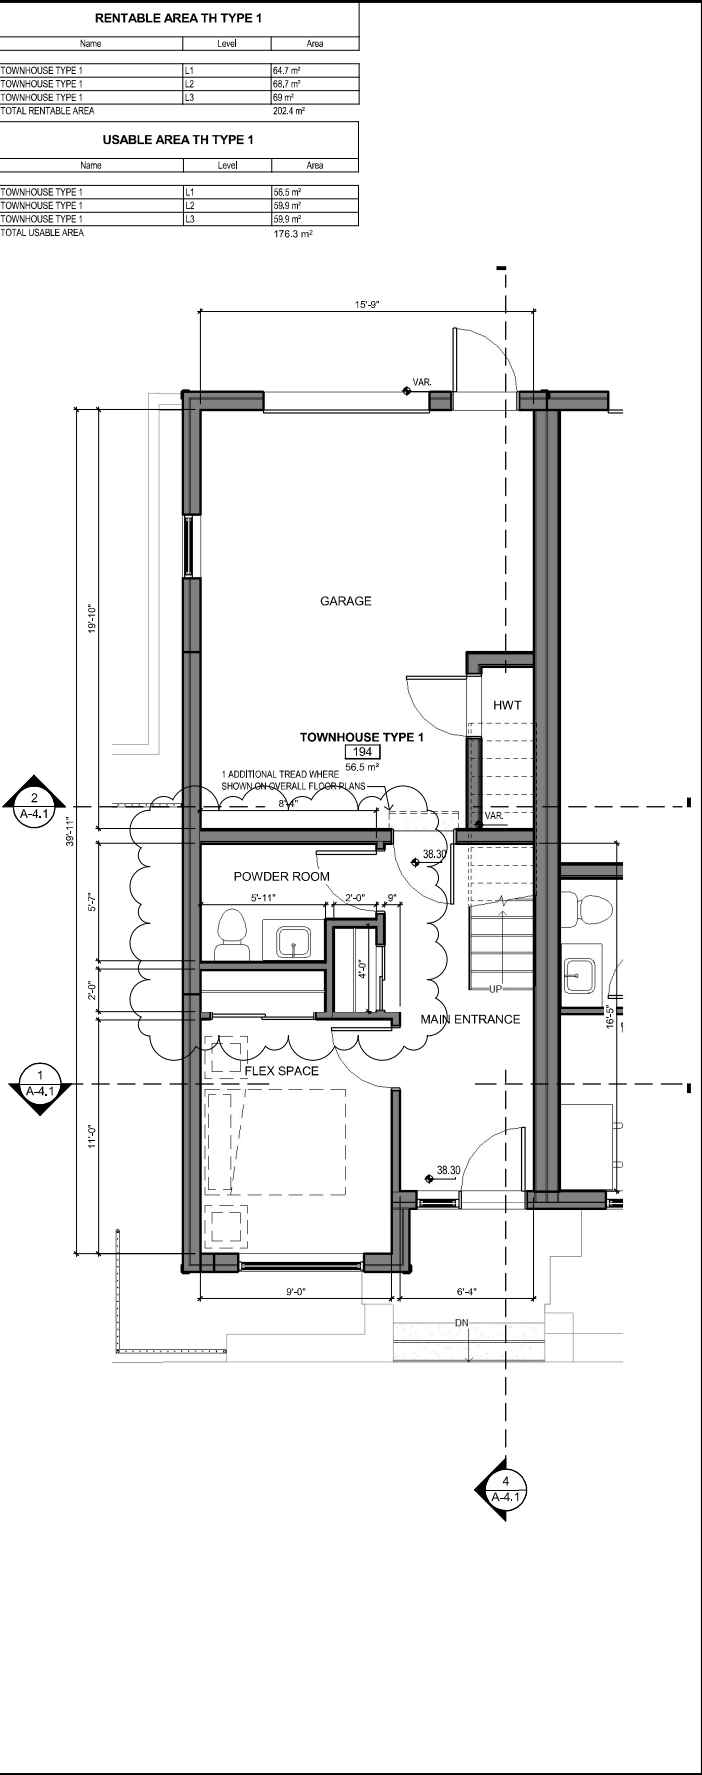 RENTABLE AREA TH TYPE 1
Name Level Area
TOWNHOUSE TYPE 1 L1 64.7 m²
TOWNHOUSE TYPE 1 L2 68.7 m²
TOWNHOUSE TYPE 1 L3 69 m²
TOTAL RENTABLE AREA 202.4 m²
USABLE AREA TH TYPE 1
Name Level Area
TOWNHOUSE TYPE 1 L1 56.5 m²
TOWNHOUSE TYPE 1 L2 59.9 m²
TOWNHOUSE TYPE 1 L3 59.9 m²
TOTAL USABLE AREA 176.3 m²
15'-9"
VAR.
19'-10"
GARAGE
HWT
TOWNHOUSE TYPE 1
194
56.5 m²
1 ADDITIONAL TREAD WHERE
SHOWN ON OVERALL FLOOR PLANS
2
A-4.1
8'-4"
VAR.
39'-11"
38.30
POWDER ROOM
5'-7"
5'-11" 2'-0" 9"
4'-0"
2'-0"
UP
MAIN ENTRANCE
16'-5"
1
A-4.1
FLEX SPACE
11'-0"
38.30
9'-0" 6'-4"
DN
4
A-4.1